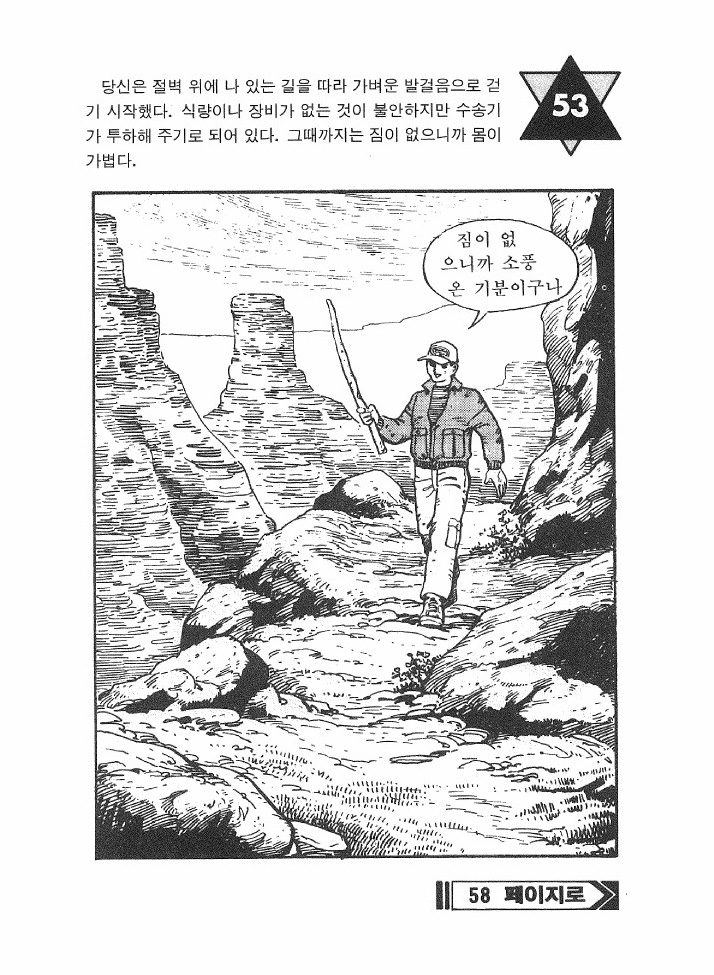 당신은 절벽 위에 나 있는 길을 따라 가벼운 발걸음으로 걷
기 시작했다. 식량이나 장비가 없는 것이 불안하지만 수송기
가 투하해 주기로 되어 있다. 그때까지는 짐이 없으니까 몸이
가볍다.
53
짐이 없
으니까 소풍
온 기분이구나
58 페이지로